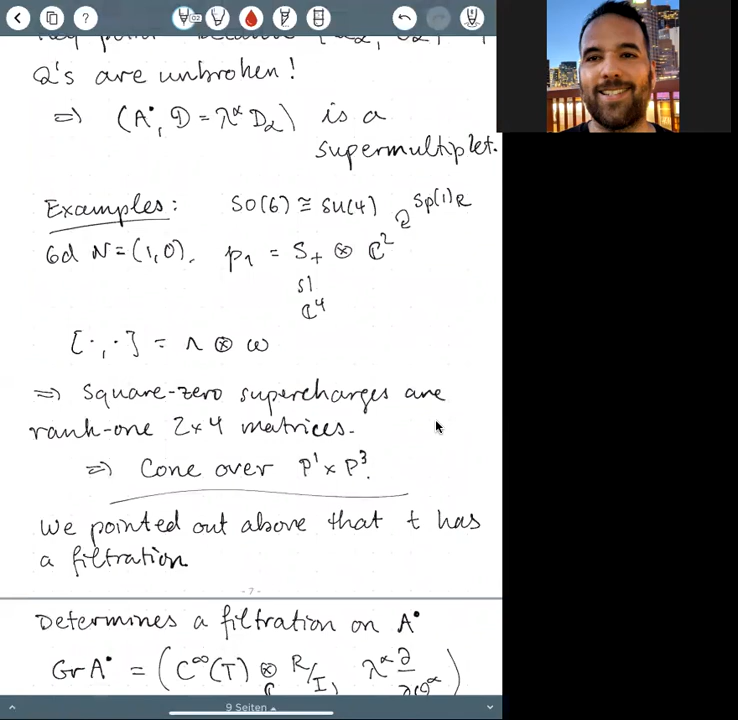 Q's are unbroken!
⇒ (A•, D = λ^α D_α) is a
supermultiplet.
Examples: SO(6) ≅ SU(4) Sp(1)_R
6d N=(1,0). p_1 = S_+ ⊗ ℂ^2
ℂ^4
[·,·] = ∧ ⊗ ω
⇒ square-zero supercharges are
rank-one 2×4 matrices.
⇒ Cone over P^1 × P^3.
We pointed out above that t has
a filtration
- 7 -
Determines a filtration on A•
Gr A• = (C^∞(T) ⊗ R/I, λ^α ∂
9 Seiten